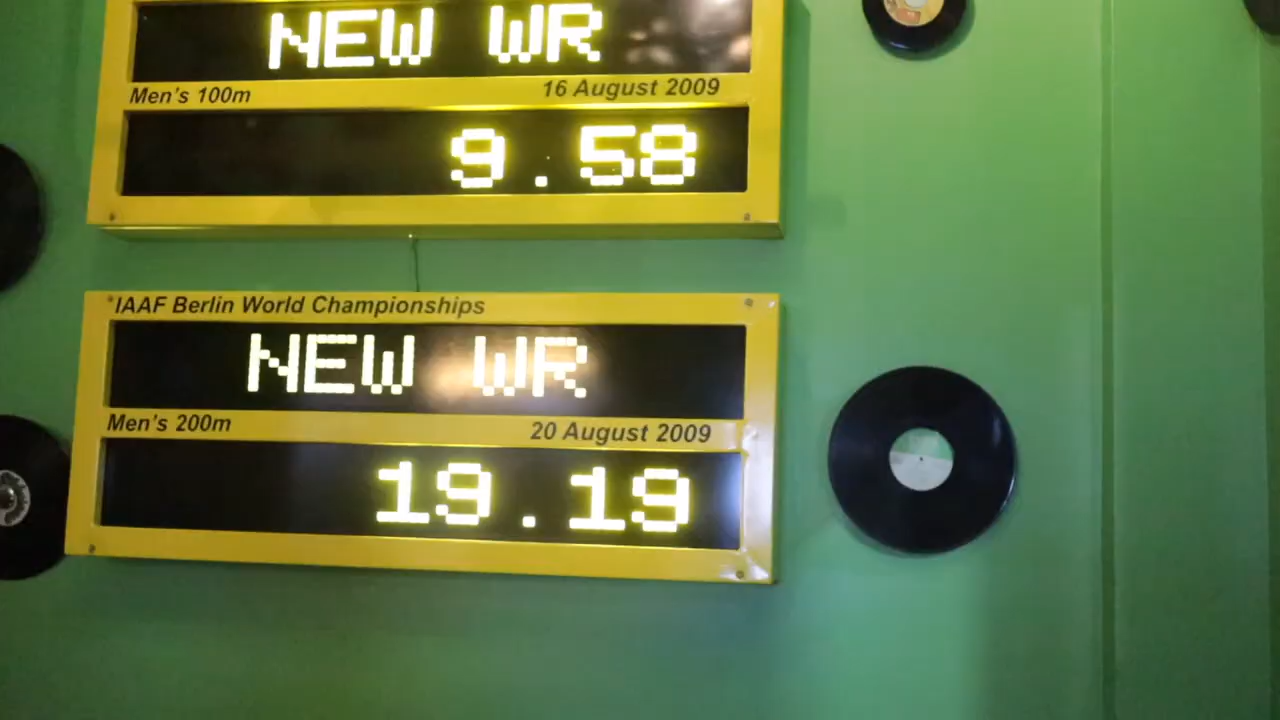 NEW WR
Men's 100m
16 August 2009
9.58
IAAF Berlin World Championships
NEW WR
Men's 200m
20 August 2009
19.19